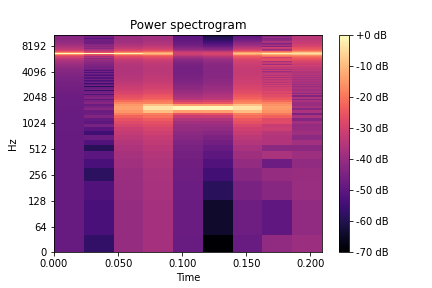 Power spectrogram
8192
4096
2048
1024
512
256
128
64
0
Hz
0.000 0.050 0.100 0.150 0.200
Time
+0 dB
-10 dB
-20 dB
-30 dB
-40 dB
-50 dB
-60 dB
-70 dB